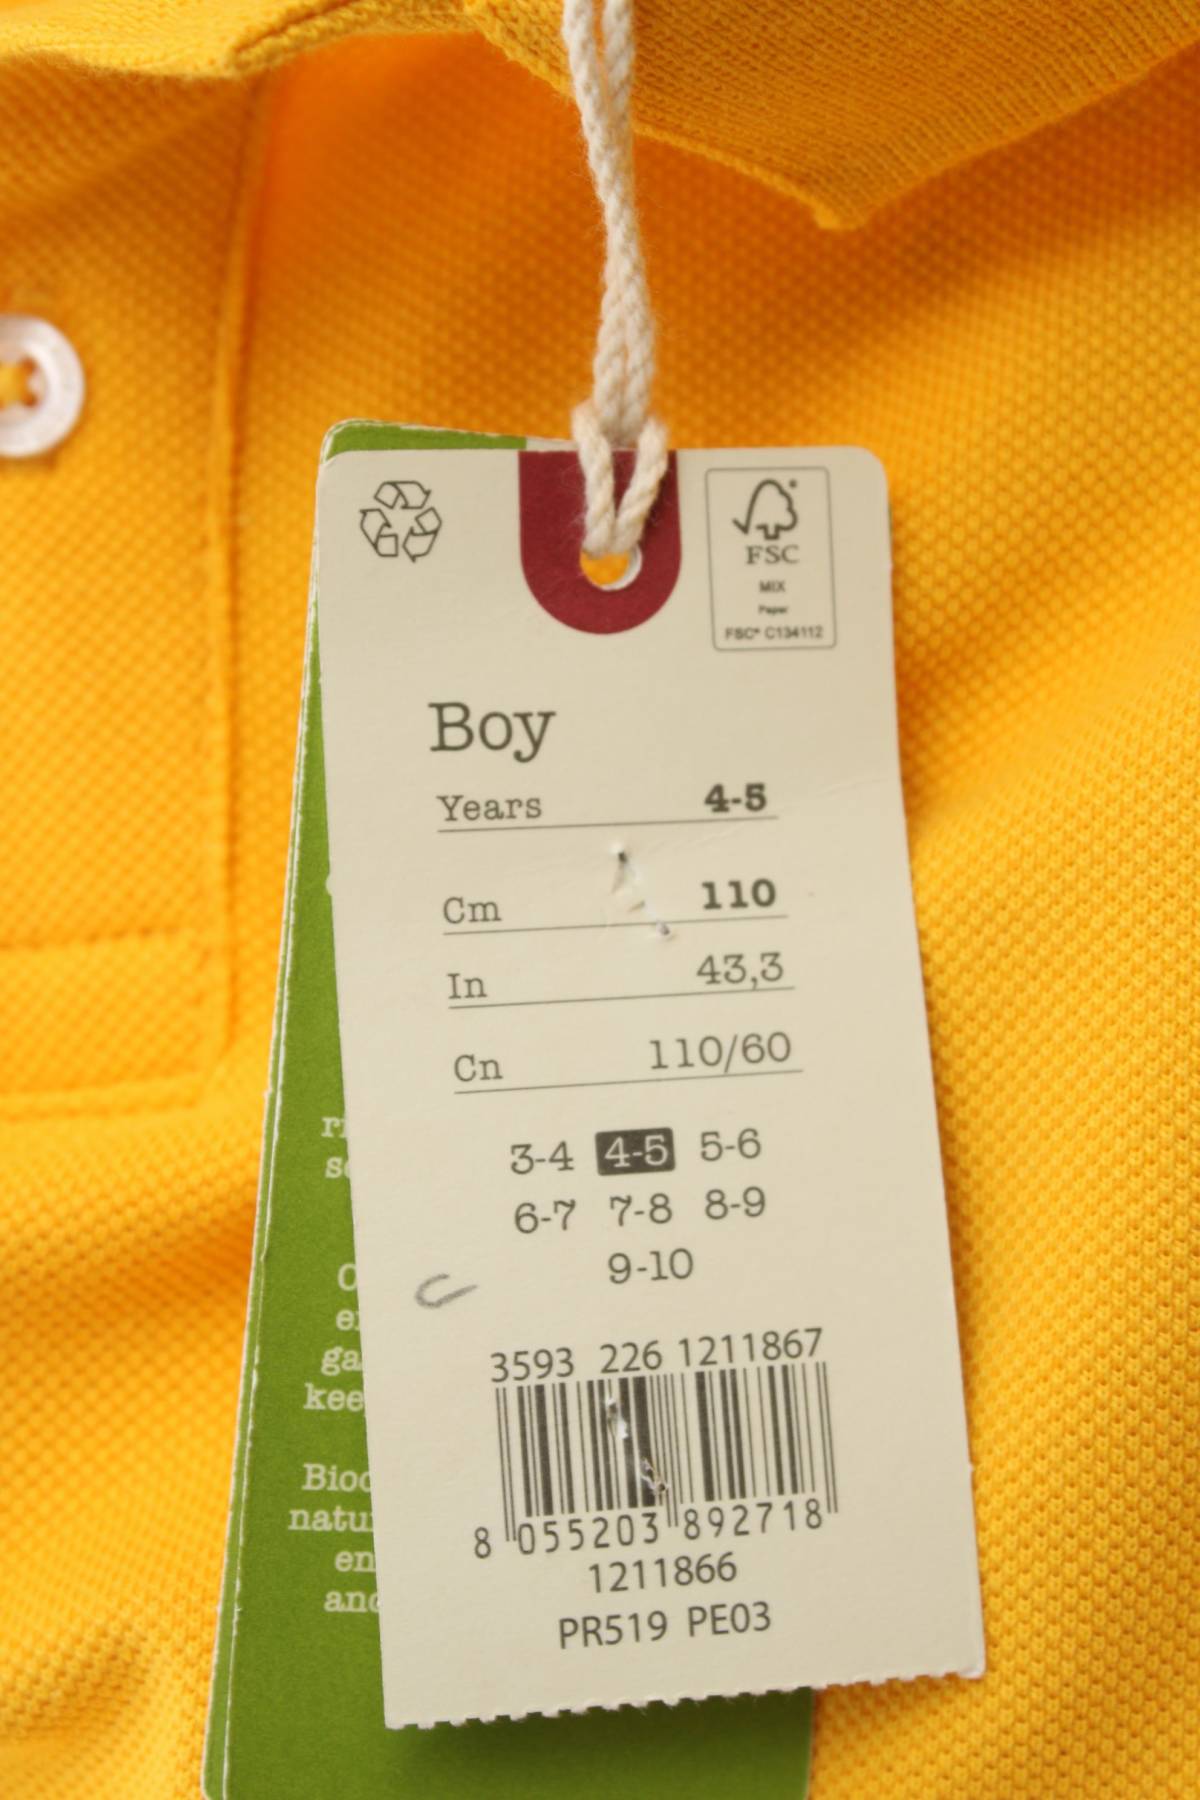 FSC
MIX
Paper
FSC® C134112
Boy
Years 4-5
Cm 110
In 43,3
Cn 110/60
3-4 4-5 5-6
6-7 7-8 8-9
9-10
3593 226 1211867
8 055203 892718
1211866
PR519 PE03